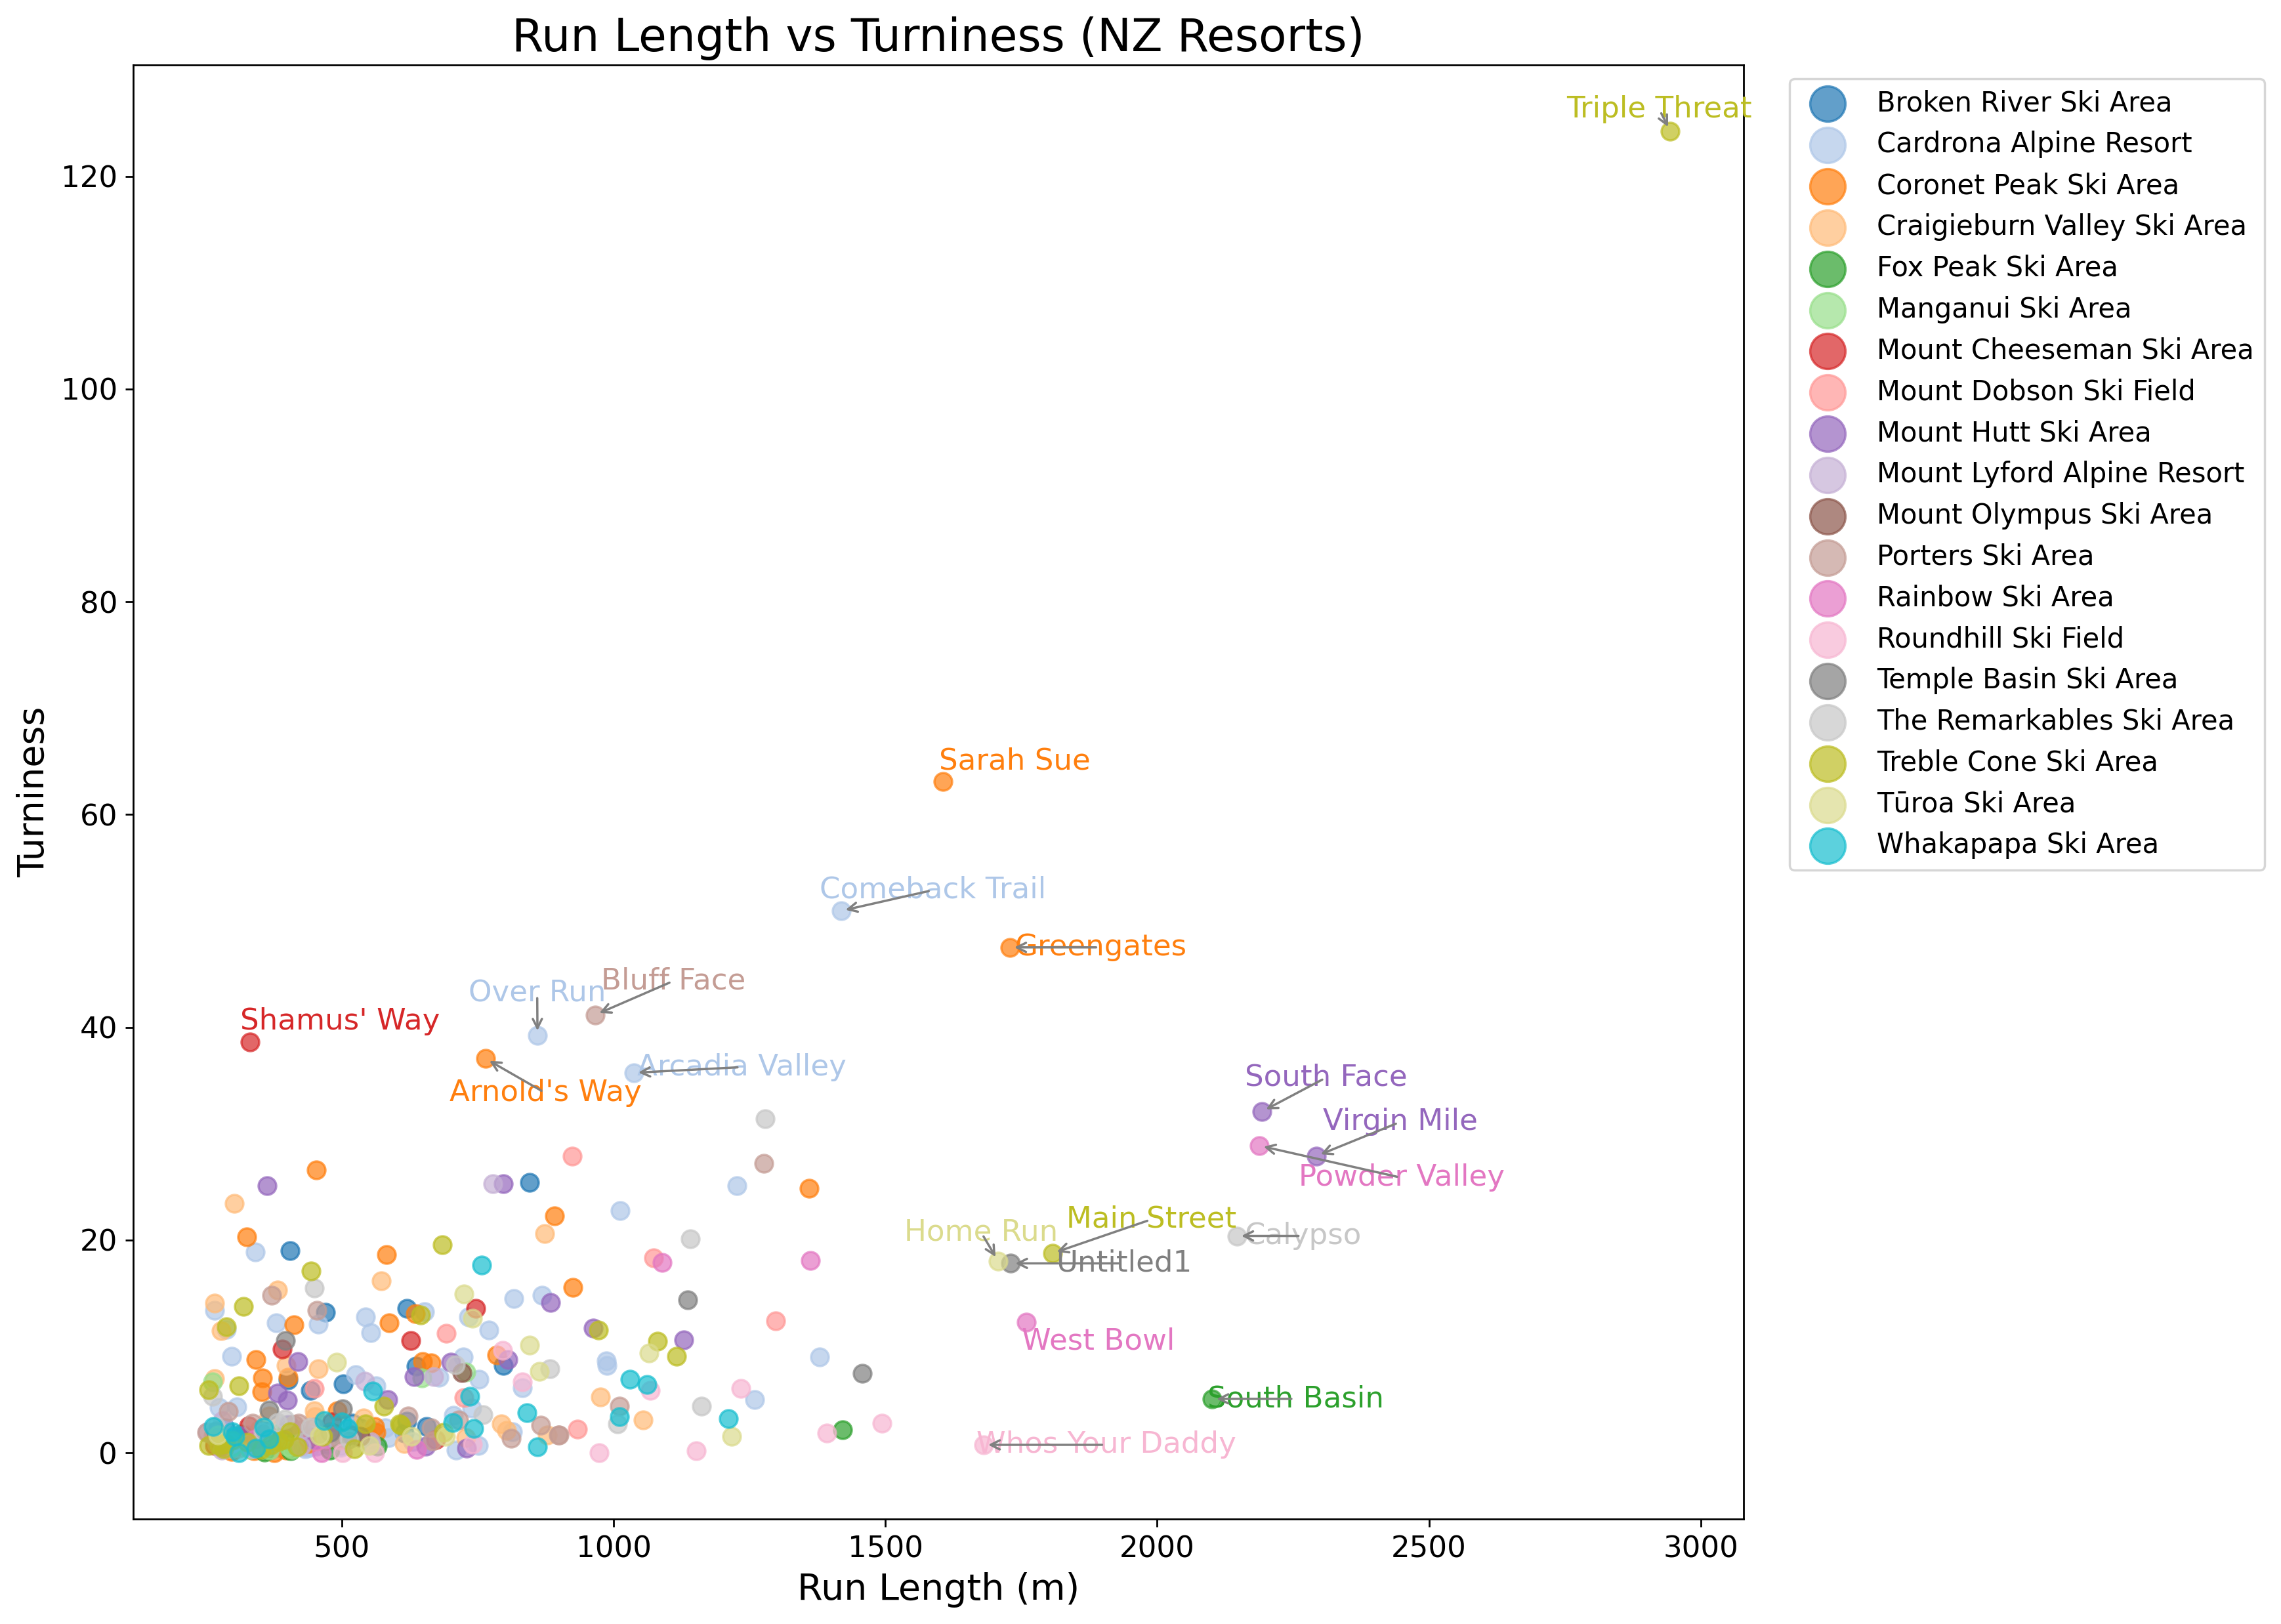 Run Length vs Turniness (NZ Resorts)
Triple Threat
Sarah Sue
Comeback Trail
Greengates
Bluff Face
Over Run
Shamus' Way
Arcadia Valley
Arnold's Way
South Face
Virgin Mile
Powder Valley
Main Street
Home Run
Calypso
Untitled1
West Bowl
South Basin
Whos Your Daddy
Turniness
120
100
80
60
40
20
0
500
1000
1500
2000
2500
3000
Run Length (m)
Broken River Ski Area
Cardrona Alpine Resort
Coronet Peak Ski Area
Craigieburn Valley Ski Area
Fox Peak Ski Area
Manganui Ski Area
Mount Cheeseman Ski Area
Mount Dobson Ski Field
Mount Hutt Ski Area
Mount Lyford Alpine Resort
Mount Olympus Ski Area
Porters Ski Area
Rainbow Ski Area
Roundhill Ski Field
Temple Basin Ski Area
The Remarkables Ski Area
Treble Cone Ski Area
Tūroa Ski Area
Whakapapa Ski Area